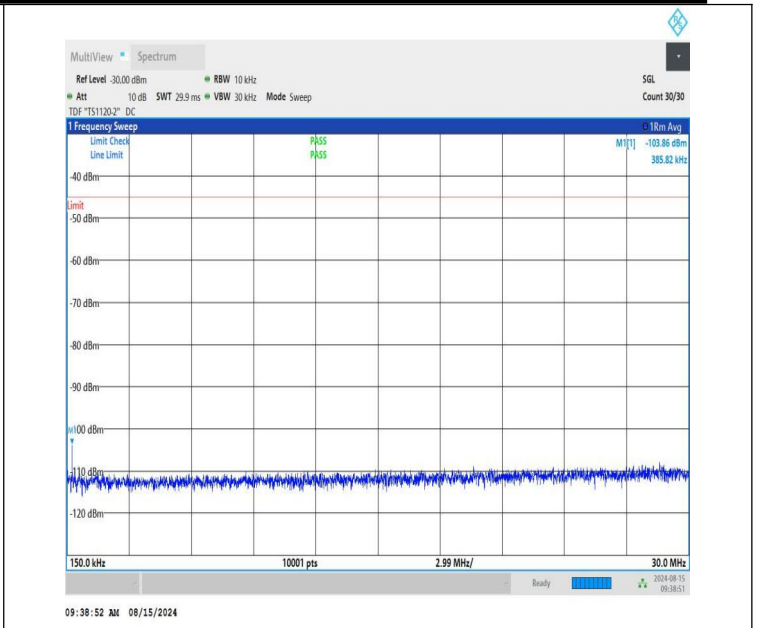 MultiView Spectrum
Ref Level -30.00 dBm RBW 10 kHz SGL
Att 10 dB SWT 29.9 ms VBW 30 kHz Mode Sweep Count 30/30
TDF "TS1120-2" DC
1 Frequency Sweep 1Rm Avg
Limit Check PASS M1[1] -103.86 dBm
Line Limit PASS 385.82 kHz
-40 dBm
Limit
-50 dBm
-60 dBm
-70 dBm
-80 dBm
-90 dBm
M1
-100 dBm
-110 dBm
-120 dBm
150.0 kHz 10001 pts 2.99 MHz/ 30.0 MHz
Ready 2024-08-15
09:38:51
09:38:52 AM 08/15/2024